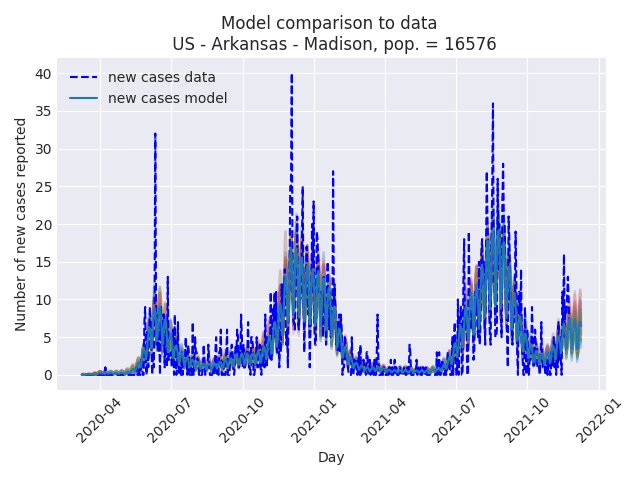 Model comparison to data
US - Arkansas - Madison, pop. = 16576
new cases data
new cases model
Number of new cases reported
40
35
30
25
20
15
10
5
0
2020-04
2020-07
2020-10
2021-01
2021-04
2021-07
2021-10
2022-01
Day